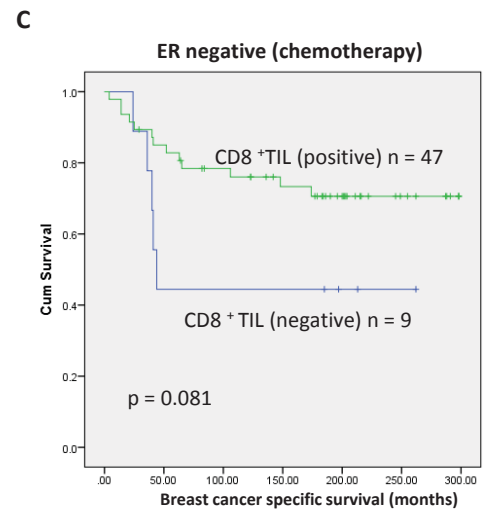 C
ER negative (chemotherapy)
Cum Survival
1.0
0.8
0.6
0.4
0.2
0.0
CD8 ⁺TIL (positive) n = 47
CD8 ⁺ TIL (negative) n = 9
p = 0.081
.00 50.00 100.00 150.00 200.00 250.00 300.00
Breast cancer specific survival (months)